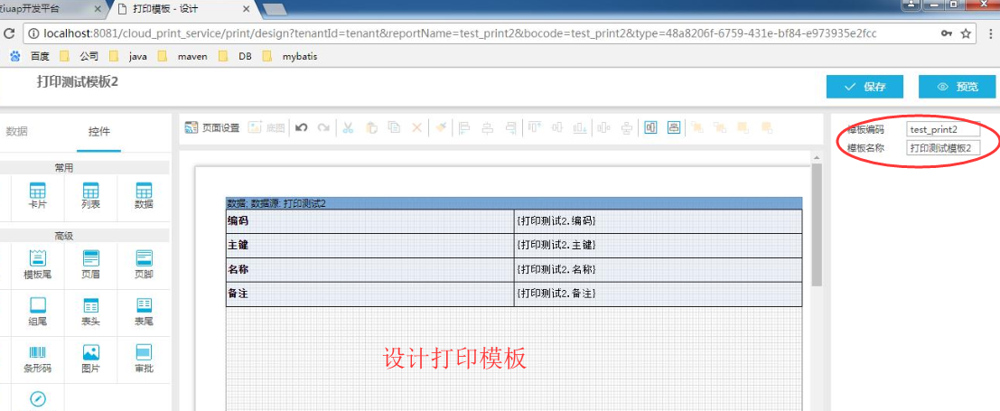 iuap开发平台
打印模板 - 设计
localhost:8081/cloud_print_service/print/design?tenantId=tenant&reportName=test_print2&bocode=test_print2&type=48a8206f-6759-431e-bf84-e973935e2fcc
百度 公司 java maven DB mybatis
打印测试模板2
保存 预览
数据 控件
页面设置 底图
模板编码 test_print2
模板名称 打印测试模板2
常用
卡片 列表 数据
高级
模板尾 页眉 页脚
组尾 表头 表尾
条形码 图片 审批
数据: 数据源: 打印测试2
编码 {打印测试2.编码}
主键 {打印测试2.主键}
名称 {打印测试2.名称}
备注 {打印测试2.备注}
设计打印模板